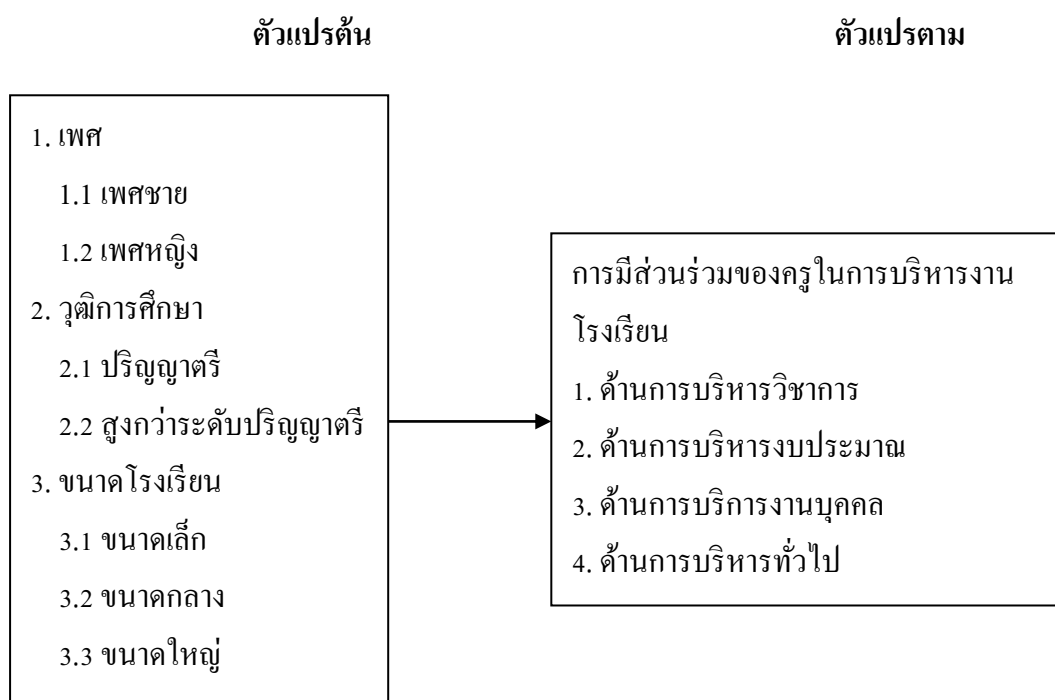 ตัวแปรต้น
ตัวแปรตาม
1. เพศ
1.1 เพศชาย
1.2 เพศหญิง
2. วุฒิการศึกษา
2.1 ปริญญาตรี
2.2 สูงกว่าระดับปริญญาตรี
3. ขนาดโรงเรียน
3.1 ขนาดเล็ก
3.2 ขนาดกลาง
3.3 ขนาดใหญ่
การมีส่วนร่วมของครูในการบริหารงาน
โรงเรียน
1. ด้านการบริหารวิชาการ
2. ด้านการบริหารงบประมาณ
3. ด้านการบริการงานบุคคล
4. ด้านการบริหารทั่วไป